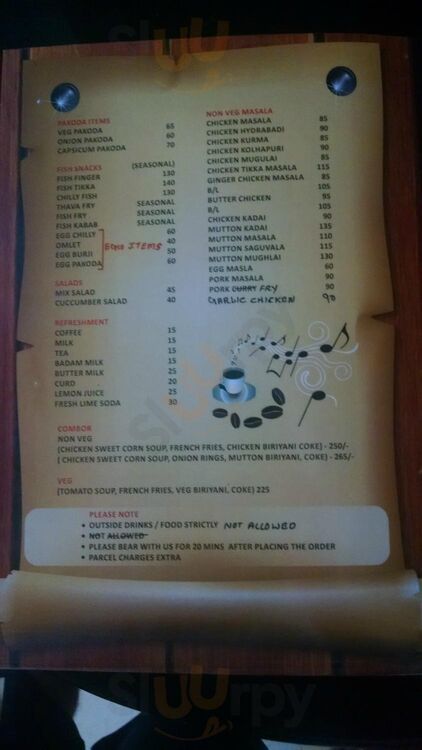 PAKODA ITEMS
VEG PAKODA 65
ONION PAKODA 60
CAPSICUM PAKODA 70
FISH SNACKS (SEASONAL)
FISH FINGER 130
FISH TIKKA 140
CHILLY FISH 130
THAVA FRY SEASONAL
FISH FRY SEASONAL
FISH KABAB SEASONAL
EGG CHILLY 60
OMLET 40
EGG BURJI 50
EGG PAKODA 60
EGG ITEMS
SALADS
MIX SALAD 45
CUCCUMBER SALAD 40
REFRESHMENT
COFFEE 15
MILK 15
TEA 15
BADAM MILK 15
BUTTER MILK 25
CURD 20
LEMON JUICE 25
FRESH LIME SODA 30
NON VEG MASALA
CHICKEN MASALA 85
CHICKEN HYDRABADI 90
CHICKEN KURMA 85
CHICKEN KOLHAPURI 90
CHICKEN MUGULAI 85
CHICKEN TIKKA MASALA 115
GINGER CHICKEN MASALA 85
B/L 105
BUTTER CHICKEN 95
B/L 105
CHICKEN KADAI 90
MUTTON KADAI 135
MUTTON MASALA 110
MUTTON SAGUVALA 115
MUTTON MUGHLAI 130
EGG MASLA 60
PORK MASALA 90
PORK CURRY FRY 90
GARLIC CHICKEN 90
COMBOR
NON VEG
(CHICKEN SWEET CORN SOUP, FRENCH FRIES, CHICKEN BIRIYANI COKE) - 250/-
( CHICKEN SWEET CORN SOUP, ONION RINGS, MUTTON BIRIYANI, COKE) - 265/-
VEG
(TOMATO SOUP, FRENCH FRIES, VEG BIRIYANI, COKE) 225
PLEASE NOTE
• OUTSIDE DRINKS / FOOD STRICTLY NOT ALLOWED
• NOT ALLOWED
• PLEASE BEAR WITH US FOR 20 MINS AFTER PLACING THE ORDER
• PARCEL CHARGES EXTRA
sluurpy